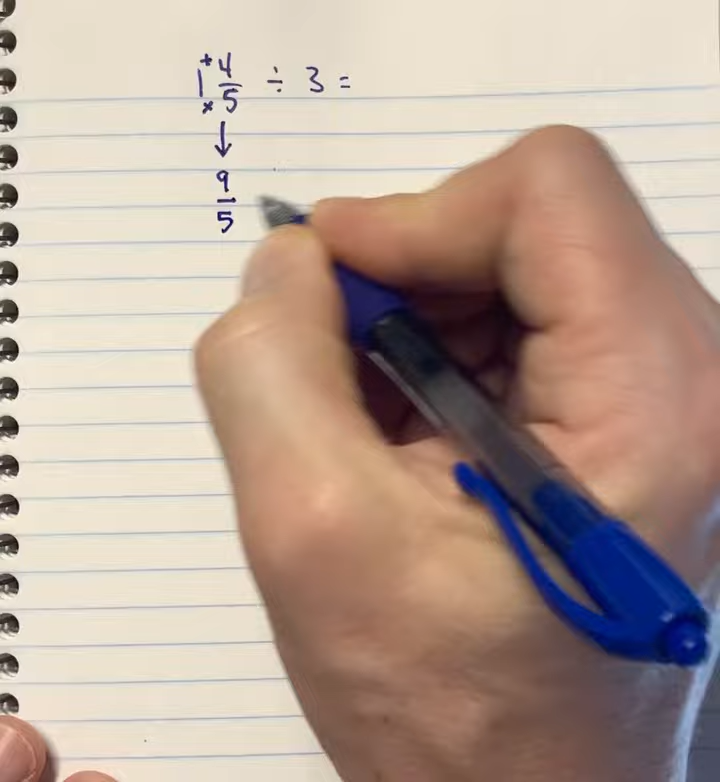 1 + 4/5 ÷ 3 =
×
↓
9/5